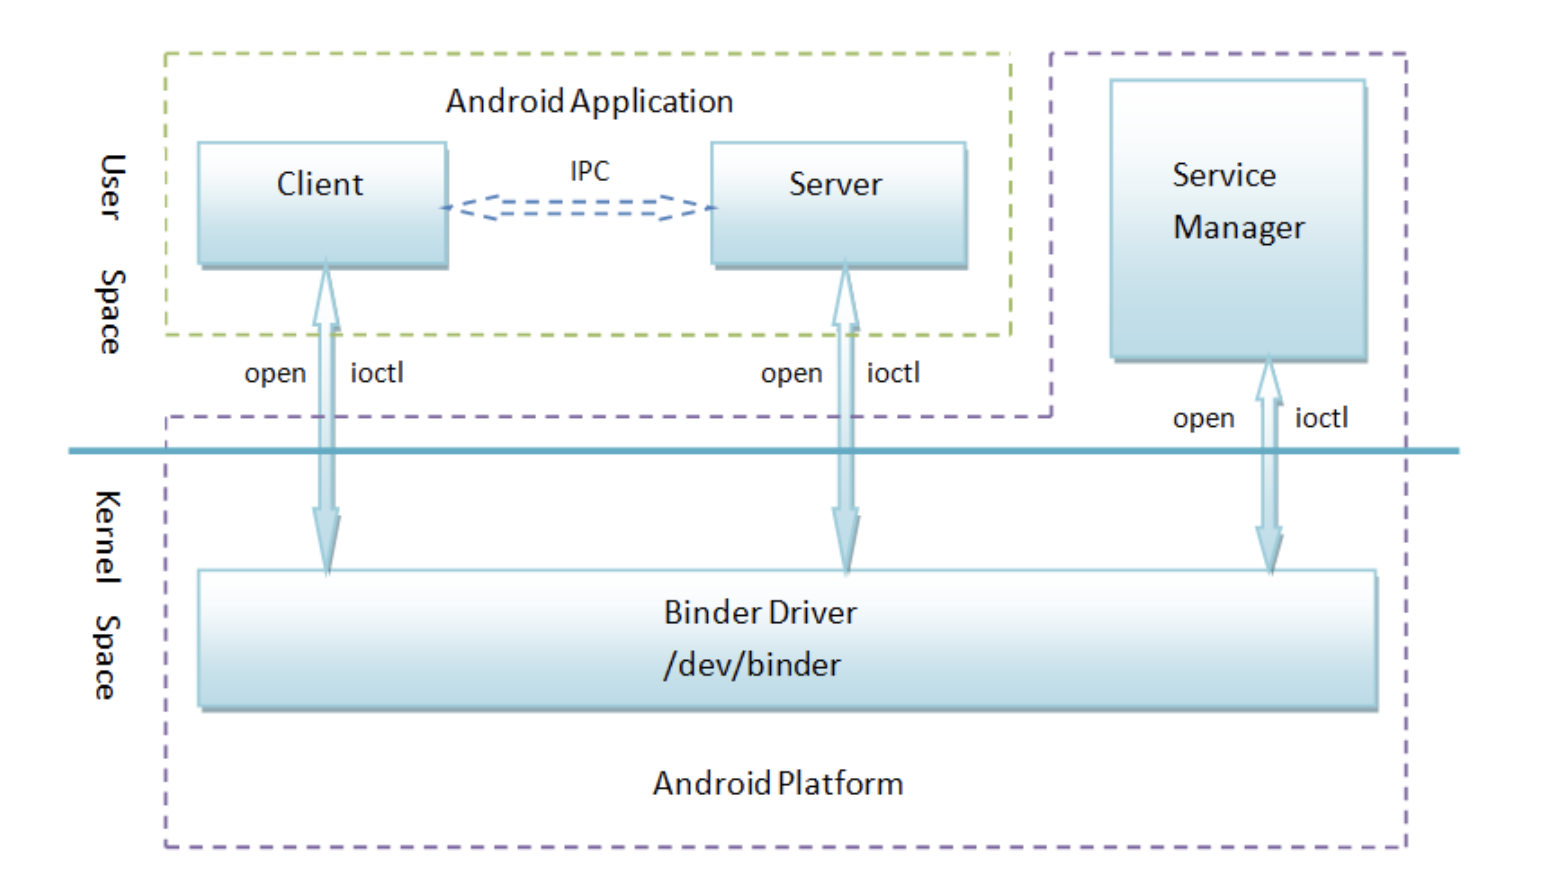 Android Application
Client
IPC
Server
Service
Manager
User Space
open
ioctl
open
ioctl
open
ioctl
Kernel Space
Binder Driver
/dev/binder
Android Platform